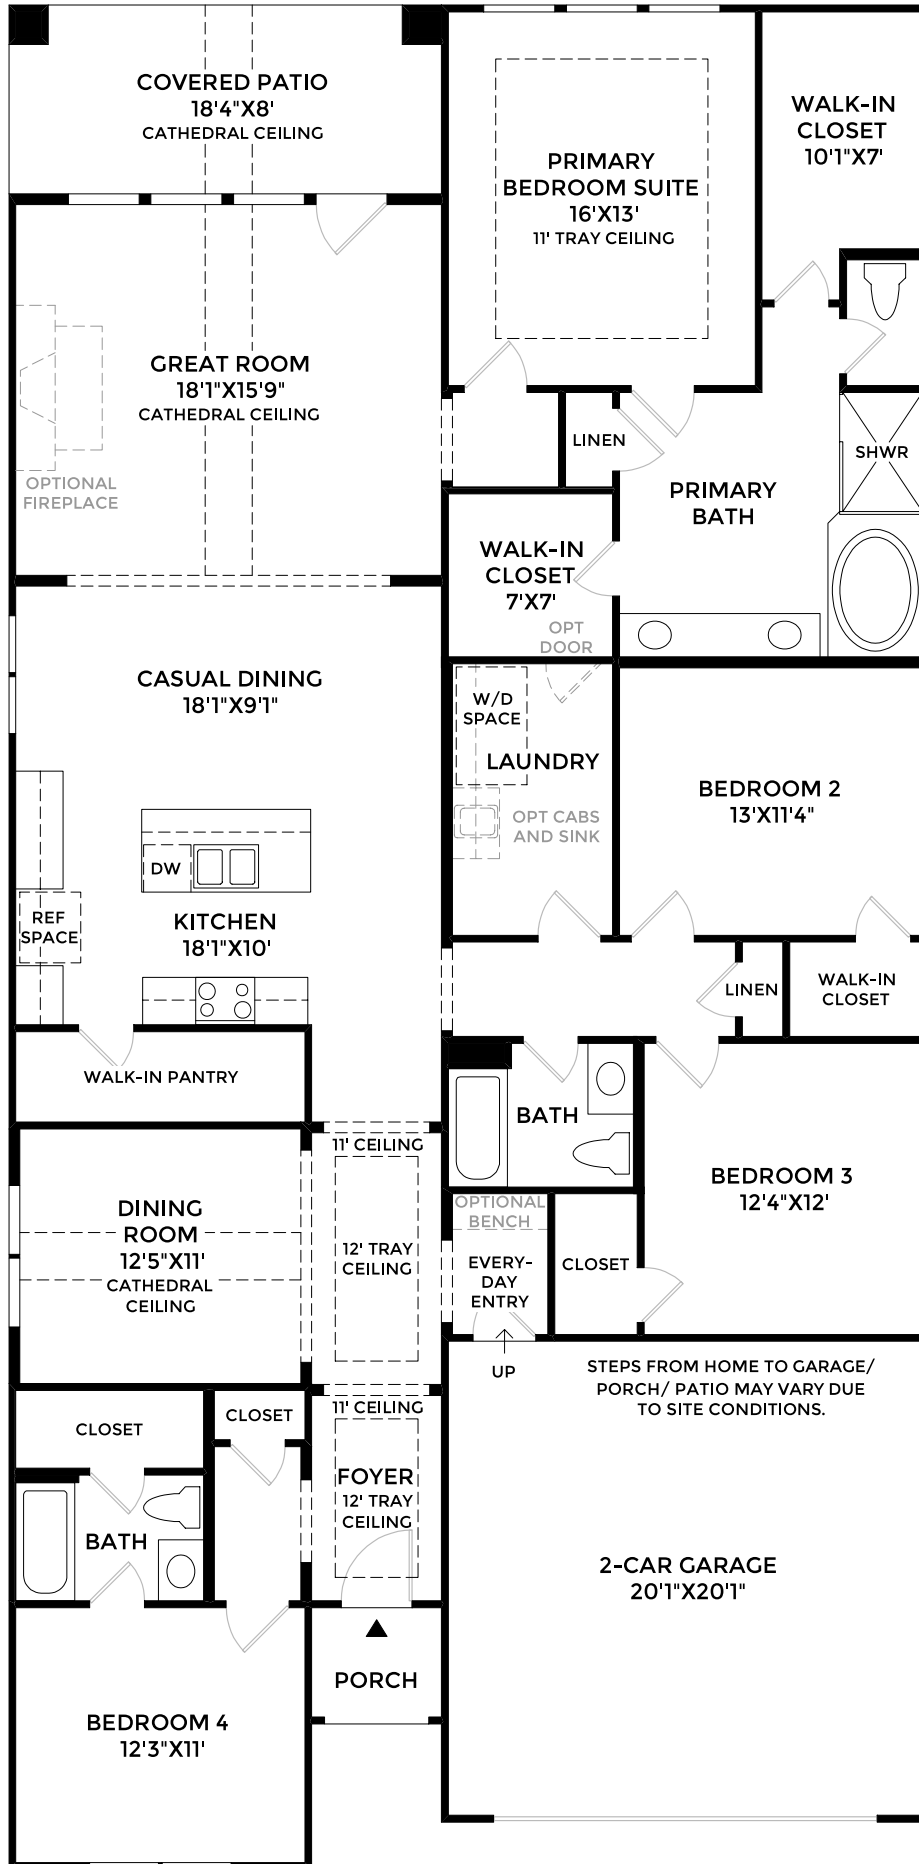 COVERED PATIO
18'4"X8'
CATHEDRAL CEILING
WALK-IN
CLOSET
10'1"X7'
PRIMARY
BEDROOM SUITE
16'X13'
11' TRAY CEILING
GREAT ROOM
18'1"X15'9"
CATHEDRAL CEILING
OPTIONAL
FIREPLACE
LINEN
SHWR
PRIMARY
BATH
WALK-IN
CLOSET
7'X7'
OPT
DOOR
CASUAL DINING
18'1"X9'1"
W/D
SPACE
LAUNDRY
OPT CABS
AND SINK
BEDROOM 2
13'X11'4"
DW
REF
SPACE
KITCHEN
18'1"X10'
LINEN
WALK-IN
CLOSET
WALK-IN PANTRY
BATH
11' CEILING
BEDROOM 3
12'4"X12'
DINING
ROOM
12'5"X11'
CATHEDRAL
CEILING
12' TRAY
CEILING
OPTIONAL
BENCH
EVERY-
DAY
ENTRY
CLOSET
UP
STEPS FROM HOME TO GARAGE/
PORCH/ PATIO MAY VARY DUE
TO SITE CONDITIONS.
CLOSET
CLOSET
11' CEILING
FOYER
12' TRAY
CEILING
BATH
2-CAR GARAGE
20'1"X20'1"
PORCH
BEDROOM 4
12'3"X11'